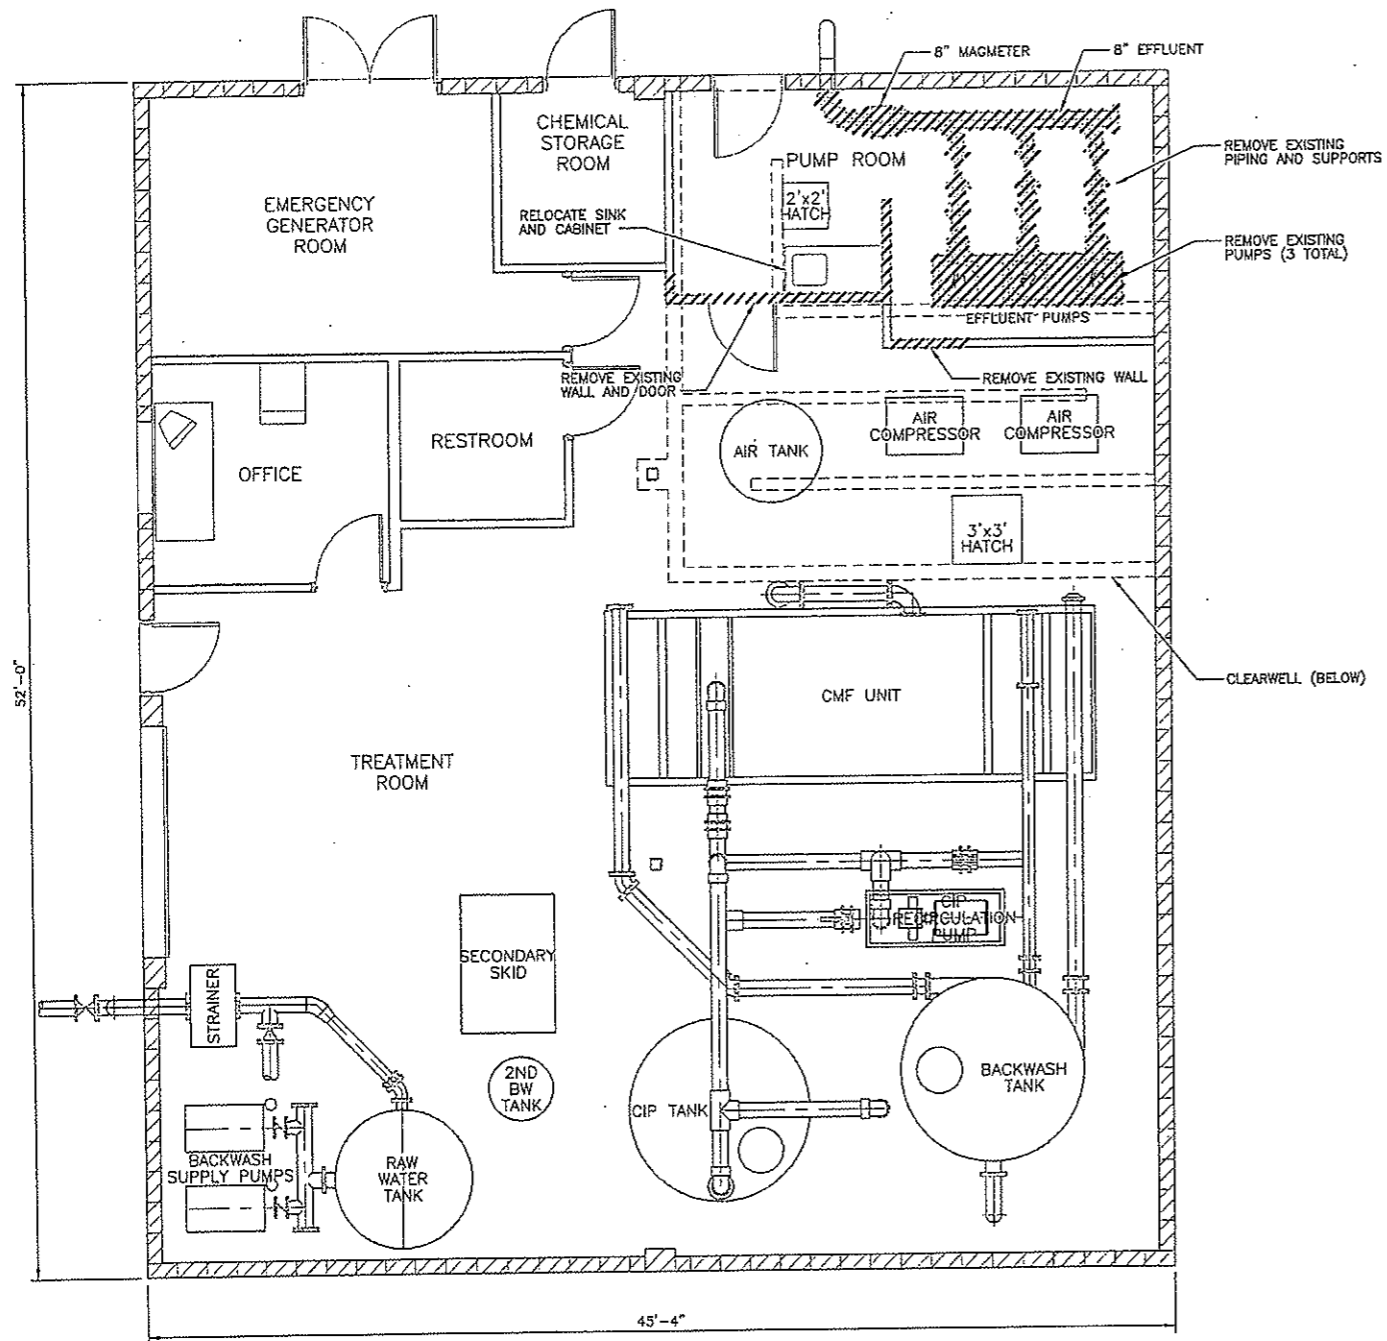 8" MAGMETER
8" EFFLUENT
CHEMICAL
STORAGE
ROOM
PUMP ROOM
REMOVE EXISTING
PIPING AND SUPPORTS
EMERGENCY
GENERATOR
ROOM
2'x2'
HATCH
RELOCATE SINK
AND CABINET
REMOVE EXISTING
PUMPS (3 TOTAL)
EFFLUENT PUMPS
REMOVE EXISTING
WALL AND DOOR
REMOVE EXISTING WALL
RESTROOM
OFFICE
AIR TANK
AIR
COMPRESSOR
AIR
COMPRESSOR
3'x3'
HATCH
CLEARWELL (BELOW)
52'-0"
CMF UNIT
TREATMENT
ROOM
CIP
RECIRCULATION
PUMP
SECONDARY
SKID
STRAINER
2ND
BW
TANK
CIP TANK
BACKWASH
TANK
BACKWASH
SUPPLY PUMPS
RAW
WATER
TANK
45'-4"